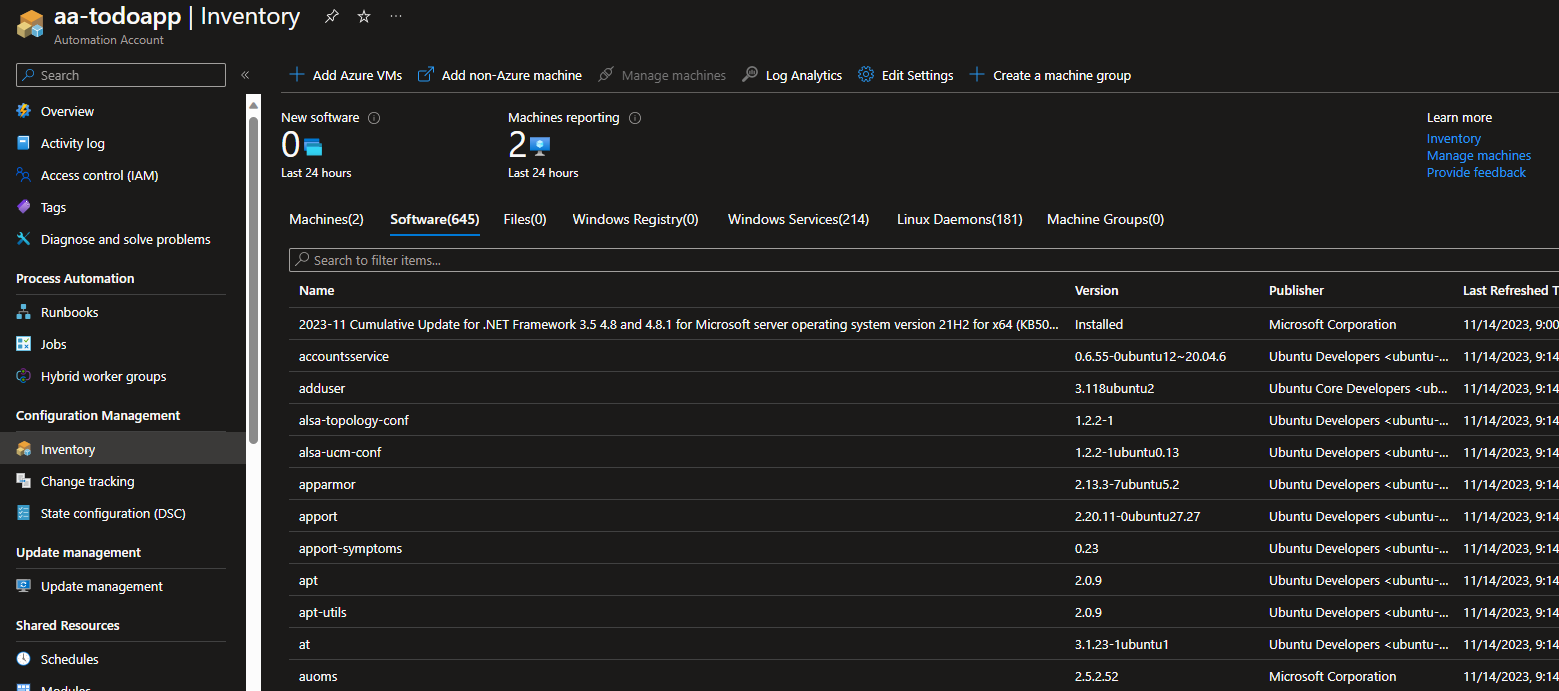 aa-todoapp | Inventory
Automation Account
Search
Overview
Activity log
Access control (IAM)
Tags
Diagnose and solve problems
Process Automation
Runbooks
Jobs
Hybrid worker groups
Configuration Management
Inventory
Change tracking
State configuration (DSC)
Update management
Update management
Shared Resources
Schedules
Modules
Add Azure VMs Add non-Azure machine Manage machines Log Analytics Edit Settings Create a machine group
New software Machines reporting
0 2
Last 24 hours Last 24 hours
Learn more
Inventory
Manage machines
Provide feedback
Machines(2) Software(645) Files(0) Windows Registry(0) Windows Services(214) Linux Daemons(181) Machine Groups(0)
Search to filter items...
Name Version Publisher Last Refreshed T
2023-11 Cumulative Update for .NET Framework 3.5 4.8 and 4.8.1 for Microsoft server operating system version 21H2 for x64 (KB50... Installed Microsoft Corporation 11/14/2023, 9:00
accountsservice 0.6.55-0ubuntu12~20.04.6 Ubuntu Developers <ubuntu-... 11/14/2023, 9:14
adduser 3.118ubuntu2 Ubuntu Core Developers <ub... 11/14/2023, 9:14
alsa-topology-conf 1.2.2-1 Ubuntu Developers <ubuntu-... 11/14/2023, 9:14
alsa-ucm-conf 1.2.2-1ubuntu0.13 Ubuntu Developers <ubuntu-... 11/14/2023, 9:14
apparmor 2.13.3-7ubuntu5.2 Ubuntu Developers <ubuntu-... 11/14/2023, 9:14
apport 2.20.11-0ubuntu27.27 Ubuntu Developers <ubuntu-... 11/14/2023, 9:14
apport-symptoms 0.23 Ubuntu Developers <ubuntu-... 11/14/2023, 9:14
apt 2.0.9 Ubuntu Developers <ubuntu-... 11/14/2023, 9:14
apt-utils 2.0.9 Ubuntu Developers <ubuntu-... 11/14/2023, 9:14
at 3.1.23-1ubuntu1 Ubuntu Developers <ubuntu-... 11/14/2023, 9:14
auoms 2.5.2.52 Microsoft Corporation 11/14/2023, 9:14